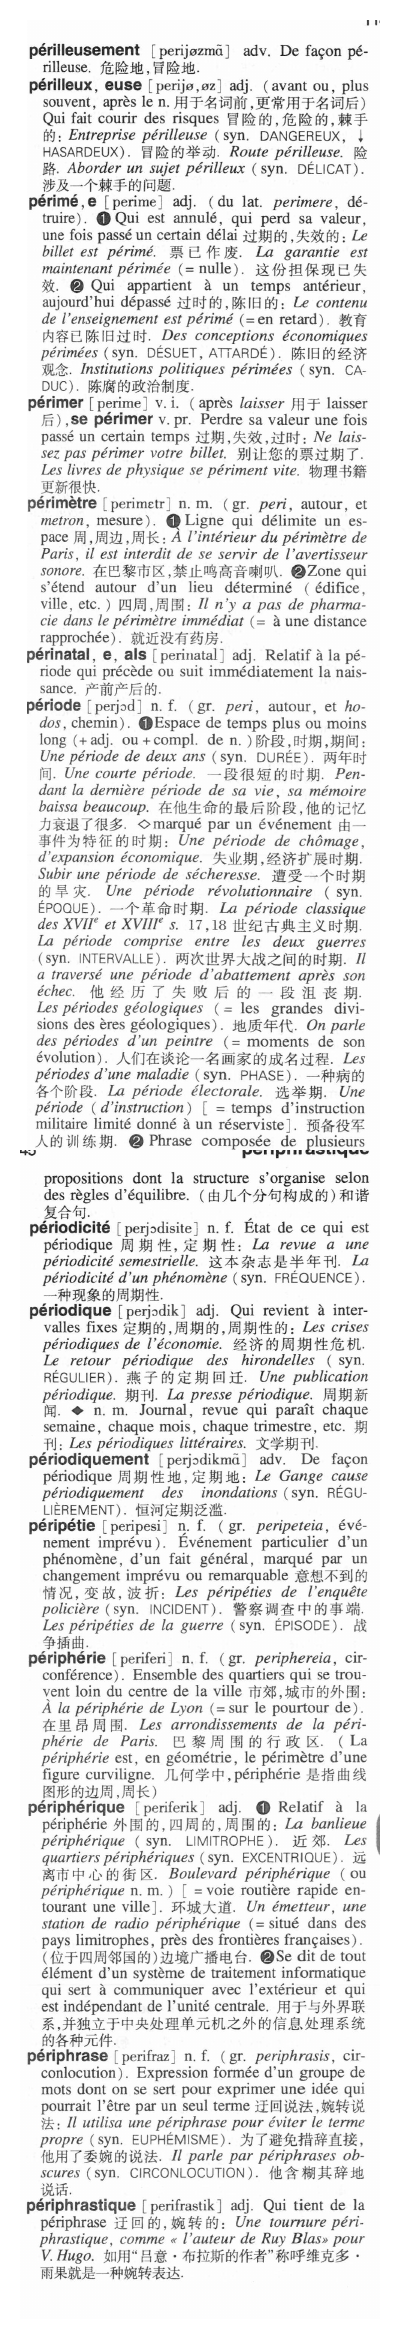 périlleusement [perijøzmɑ̃] adv. De façon pé-
rilleuse. 危险地,冒险地.
périlleux, euse [perijø,øz] adj. (avant ou, plus
souvent, après le n. 用于名词前,更常用于名词后)
Qui fait courir des risques 冒险的,危险的,棘手
的: Entreprise périlleuse (syn. DANGEREUX, ↓
HASARDEUX). 冒险的举动. Route périlleuse. 险
路. Aborder un sujet périlleux (syn. DÉLICAT).
涉及一个棘手的问题.
périmé,e [perime] adj. (du lat. perimere, dé-
truire). ❶ Qui est annulé, qui perd sa valeur,
une fois passé un certain délai 过期的,失效的: Le
billet est périmé. 票已作废. La garantie est
maintenant périmée (= nulle). 这份担保现已失
效. ❷ Qui appartient à un temps antérieur,
aujourd'hui dépassé 过时的,陈旧的: Le contenu
de l'enseignement est périmé (= en retard). 教育
内容已陈旧过时. Des conceptions économiques
périmées (syn. DÉSUET, ATTARDÉ). 陈旧的经济
观念. Institutions politiques périmées (syn. CA-
DUC). 陈腐的政治制度.
périmer [perime] v. i. (après laisser 用于 laisser
后),se périmer v. pr. Perdre sa valeur une fois
passé un certain temps 过期,失效,过时: Ne lais-
sez pas périmer votre billet. 别让您的票过期了.
Les livres de physique se périment vite. 物理书籍
更新很快.
périmètre [perimɛtr] n. m. (gr. peri, autour, et
metron, mesure). ❶ Ligne qui délimite un es-
pace 周,周边,周长: À l'intérieur du périmètre de
Paris, il est interdit de se servir de l'avertisseur
sonore. 在巴黎市区,禁止鸣高音喇叭. ❷Zone qui
s'étend autour d'un lieu déterminé (édifice,
ville, etc.) 四周,周围: Il n'y a pas de pharma-
cie dans le périmètre immédiat (= à une distance
rapprochée). 就近没有药房.
périnatal, e, als [perinatal] adj. Relatif à la pé-
riode qui précède ou suit immédiatement la nais-
sance. 产前产后的.
période [perjɔd] n. f. (gr. peri, autour, et ho-
dos, chemin). ❶Espace de temps plus ou moins
long (+ adj. ou + compl. de n.) 阶段,时期,期间:
Une période de deux ans (syn. DURÉE). 两年时
间. Une courte période. 一段很短的时期. Pen-
dant la dernière période de sa vie, sa mémoire
baissa beaucoup. 在他生命的最后阶段,他的记忆
力衰退了很多. ◇marqué par un événement 由一
事件为特征的时期: Une période de chômage,
d'expansion économique. 失业期,经济扩展时期.
Subir une période de sécheresse. 遭受一个时期
的旱灾. Une période révolutionnaire (syn.
ÉPOQUE). 一个革命时期. La période classique
des XVIIᵉ et XVIIIᵉ s. 17,18 世纪古典主义时期.
La période comprise entre les deux guerres
(syn. INTERVALLE). 两次世界大战之间的时期. Il
a traversé une période d'abattement après son
échec. 他经历了失败后的一段沮丧期.
Les périodes géologiques (= les grandes divi-
sions des ères géologiques). 地质年代. On parle
des périodes d'un peintre (= moments de son
évolution). 人们在谈论一名画家的成名过程. Les
périodes d'une maladie (syn. PHASE). 一种病的
各个阶段. La période électorale. 选举期. Une
période (d'instruction) [= temps d'instruction
militaire limité donné à un réserviste]. 预备役军
人的训练期. ❷ Phrase composée de plusieurs
périphrastique
propositions dont la structure s'organise selon
des règles d'équilibre. (由几个分句构成的)和谐
复合句.
périodicité [perjɔdisite] n. f. État de ce qui est
périodique 周期性,定期性: La revue a une
périodicité semestrielle. 这本杂志是半年刊. La
périodicité d'un phénomène (syn. FRÉQUENCE).
一种现象的周期性.
périodique [perjɔdik] adj. Qui revient à inter-
valles fixes 定期的,周期的,周期性的: Les crises
périodiques de l'économie. 经济的周期性危机.
Le retour périodique des hirondelles (syn.
RÉGULIER). 燕子的定期回迁. Une publication
périodique. 期刊. La presse périodique. 周期新
闻. ◆ n. m. Journal, revue qui paraît chaque
semaine, chaque mois, chaque trimestre, etc. 期
刊: Les périodiques littéraires. 文学期刊.
périodiquement [perjɔdikmɑ̃] adv. De façon
périodique 周期性地,定期地: Le Gange cause
périodiquement des inondations (syn. RÉGU-
LIÈREMENT). 恒河定期泛滥.
péripétie [peripesi] n. f. (gr. peripeteia, évé-
nement imprévu). Événement particulier d'un
phénomène, d'un fait général, marqué par un
changement imprévu ou remarquable 意想不到的
情况,变故,波折: Les péripéties de l'enquête
policière (syn. INCIDENT). 警察调查中的事端.
Les péripéties de la guerre (syn. ÉPISODE). 战
争插曲.
périphérie [periferi] n. f. (gr. periphereia, cir-
conférence). Ensemble des quartiers qui se trou-
vent loin du centre de la ville 市郊,城市的外围:
À la périphérie de Lyon (= sur le pourtour de).
在里昂周围. Les arrondissements de la péri-
phérie de Paris. 巴黎周围的行政区. (La
périphérie est, en géométrie, le périmètre d'une
figure curviligne. 几何学中,périphérie 是指曲线
图形的边周,周长)
périphérique [periferik] adj. ❶ Relatif à la
périphérie 外围的,四周的,周围的: La banlieue
périphérique (syn. LIMITROPHE). 近郊. Les
quartiers périphériques (syn. EXCENTRIQUE). 远
离市中心的街区. Boulevard périphérique (ou
périphérique n. m.) [= voie routière rapide en-
tourant une ville]. 环城大道. Un émetteur, une
station de radio périphérique (= situé dans des
pays limitrophes, près des frontières françaises).
(位于四周邻国的)边境广播电台. ❷Se dit de tout
élément d'un système de traitement informatique
qui sert à communiquer avec l'extérieur et qui
est indépendant de l'unité centrale. 用于与外界联
系,并独立于中央处理单元机之外的信息处理系统
的各种元件.
périphrase [perifraz] n. f. (gr. periphrasis, cir-
conlocution). Expression formée d'un groupe de
mots dont on se sert pour exprimer une idée qui
pourrait l'être par un seul terme 迂回说法,婉转说
法: Il utilisa une périphrase pour éviter le terme
propre (syn. EUPHÉMISME). 为了避免措辞直接,
他用了委婉的说法. Il parle par périphrases ob-
scures (syn. CIRCONLOCUTION). 他含糊其辞地
说话.
périphrastique [perifrastik] adj. Qui tient de la
périphrase 迂回的,婉转的: Une tournure péri-
phrastique, comme « l'auteur de Ruy Blas» pour
V. Hugo. 如用“吕意·布拉斯的作者”称呼维克多·
雨果就是一种婉转表达.